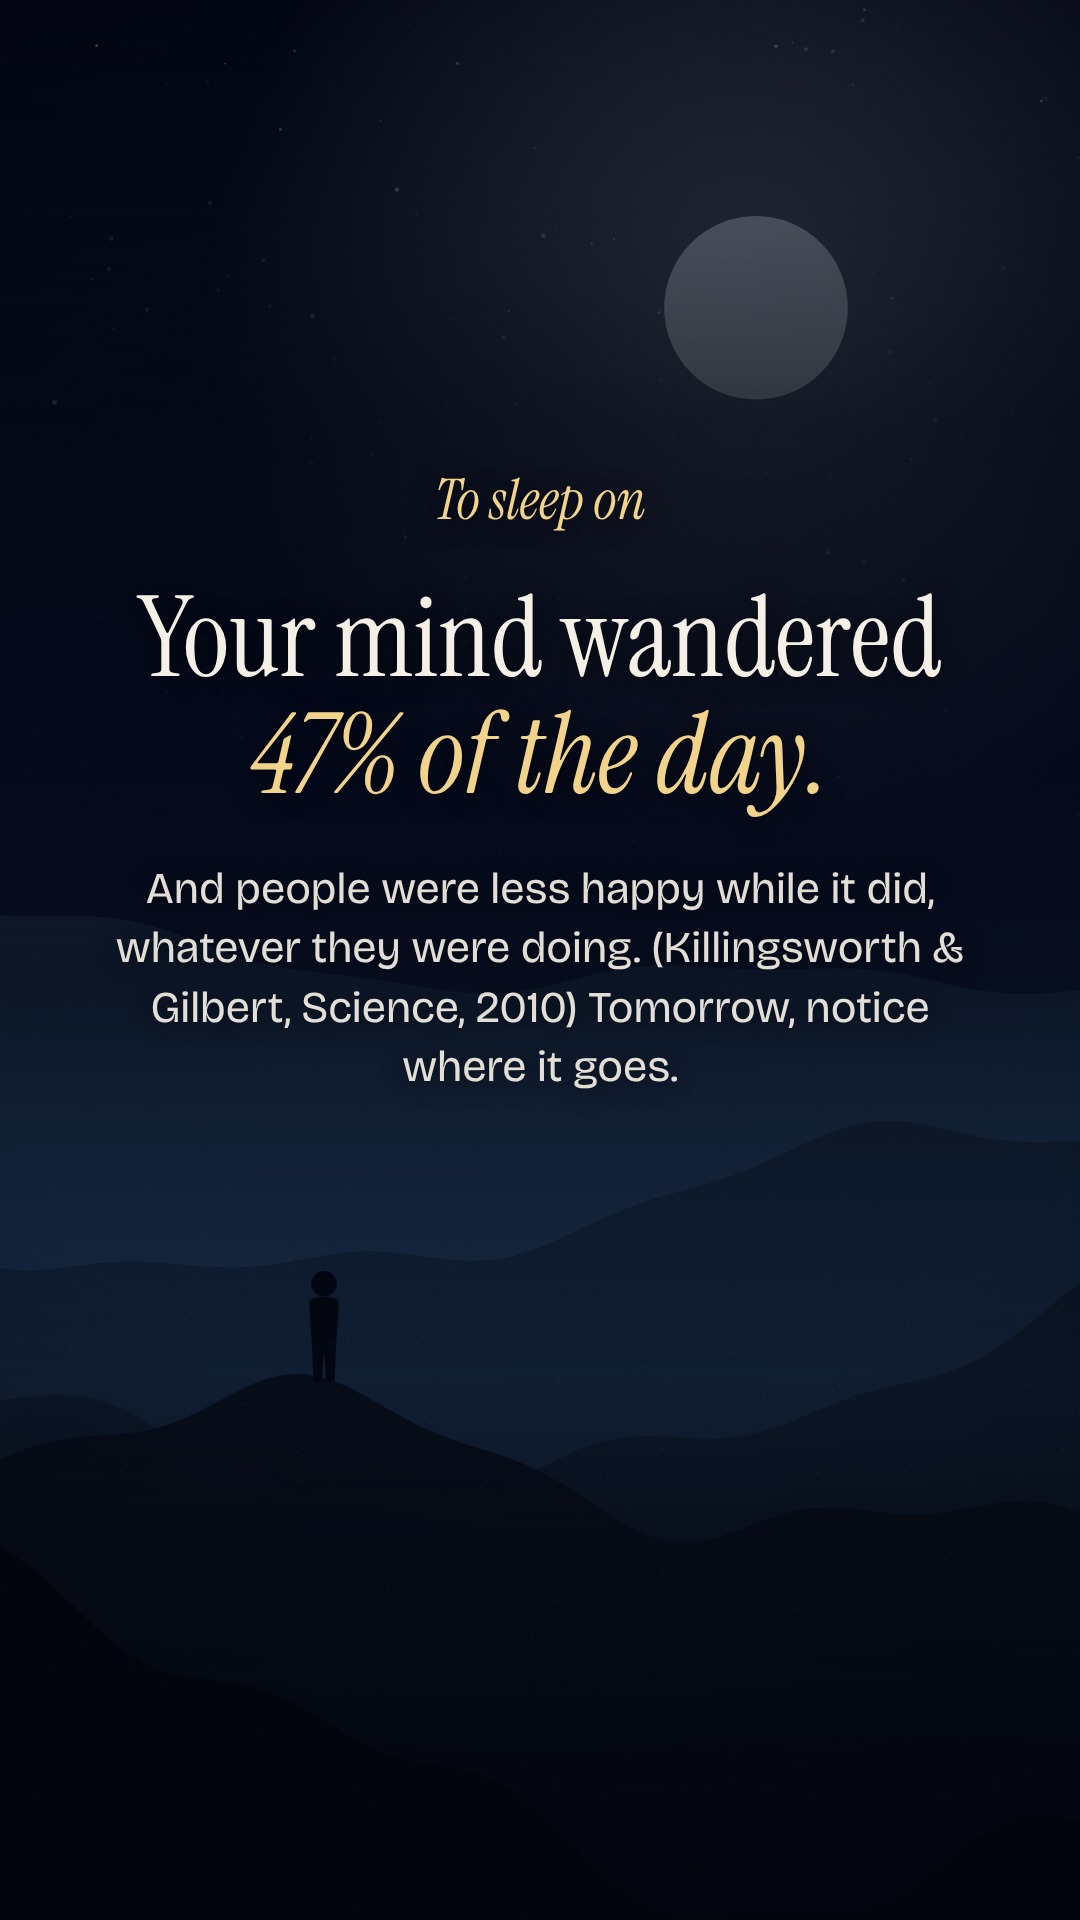 To sleep on
Your mind wandered
47% of the day.
And people were less happy while it did,
whatever they were doing. (Killingsworth &
Gilbert, Science, 2010) Tomorrow, notice
where it goes.